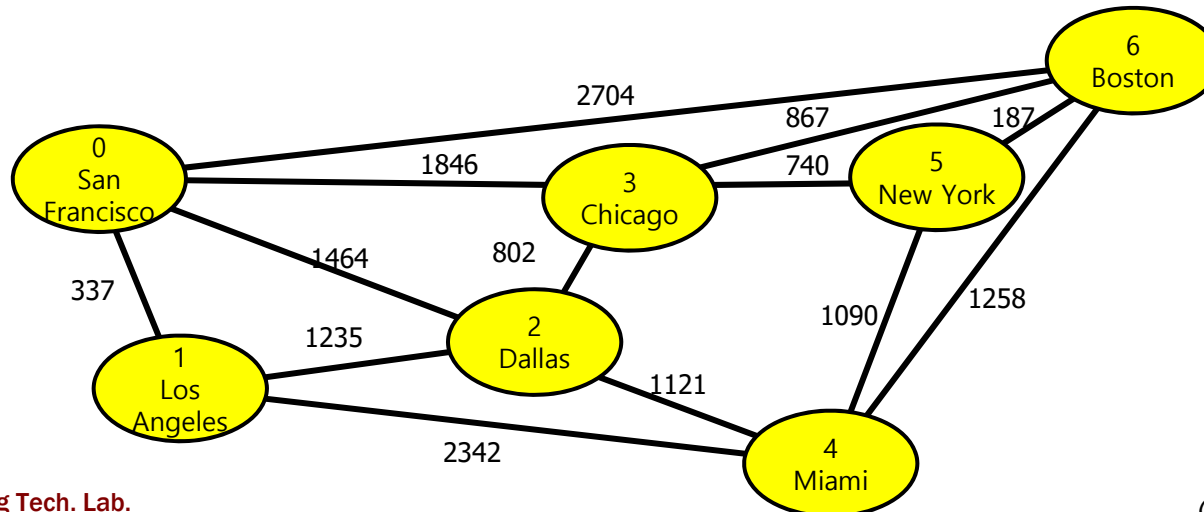 6
Boston
2704
867
187
0
San
Francisco
1846
3
Chicago
740
5
New York
1464
802
337
1258
1090
1235
2
Dallas
1
Los
Angeles
1121
2342
4
Miami
Tech. Lab.